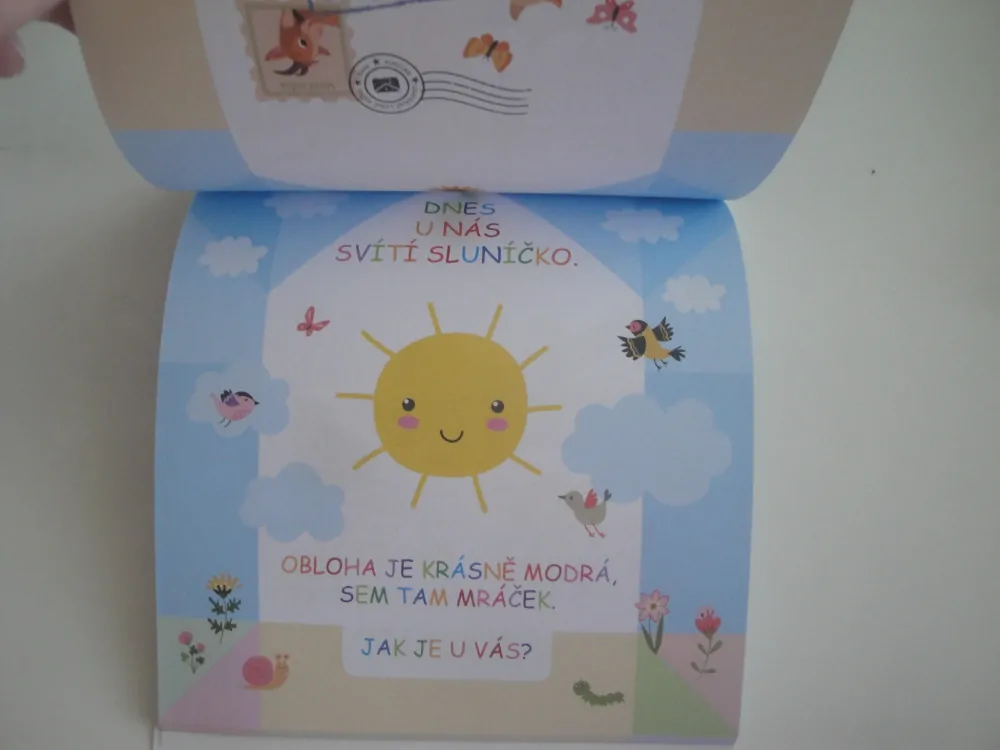 DNES
U NÁS
SVÍTÍ SLUNÍČKO.
OBLOHA JE KRÁSNĚ MODRÁ,
SEM TAM MRÁČEK.
JAK JE U VÁS?